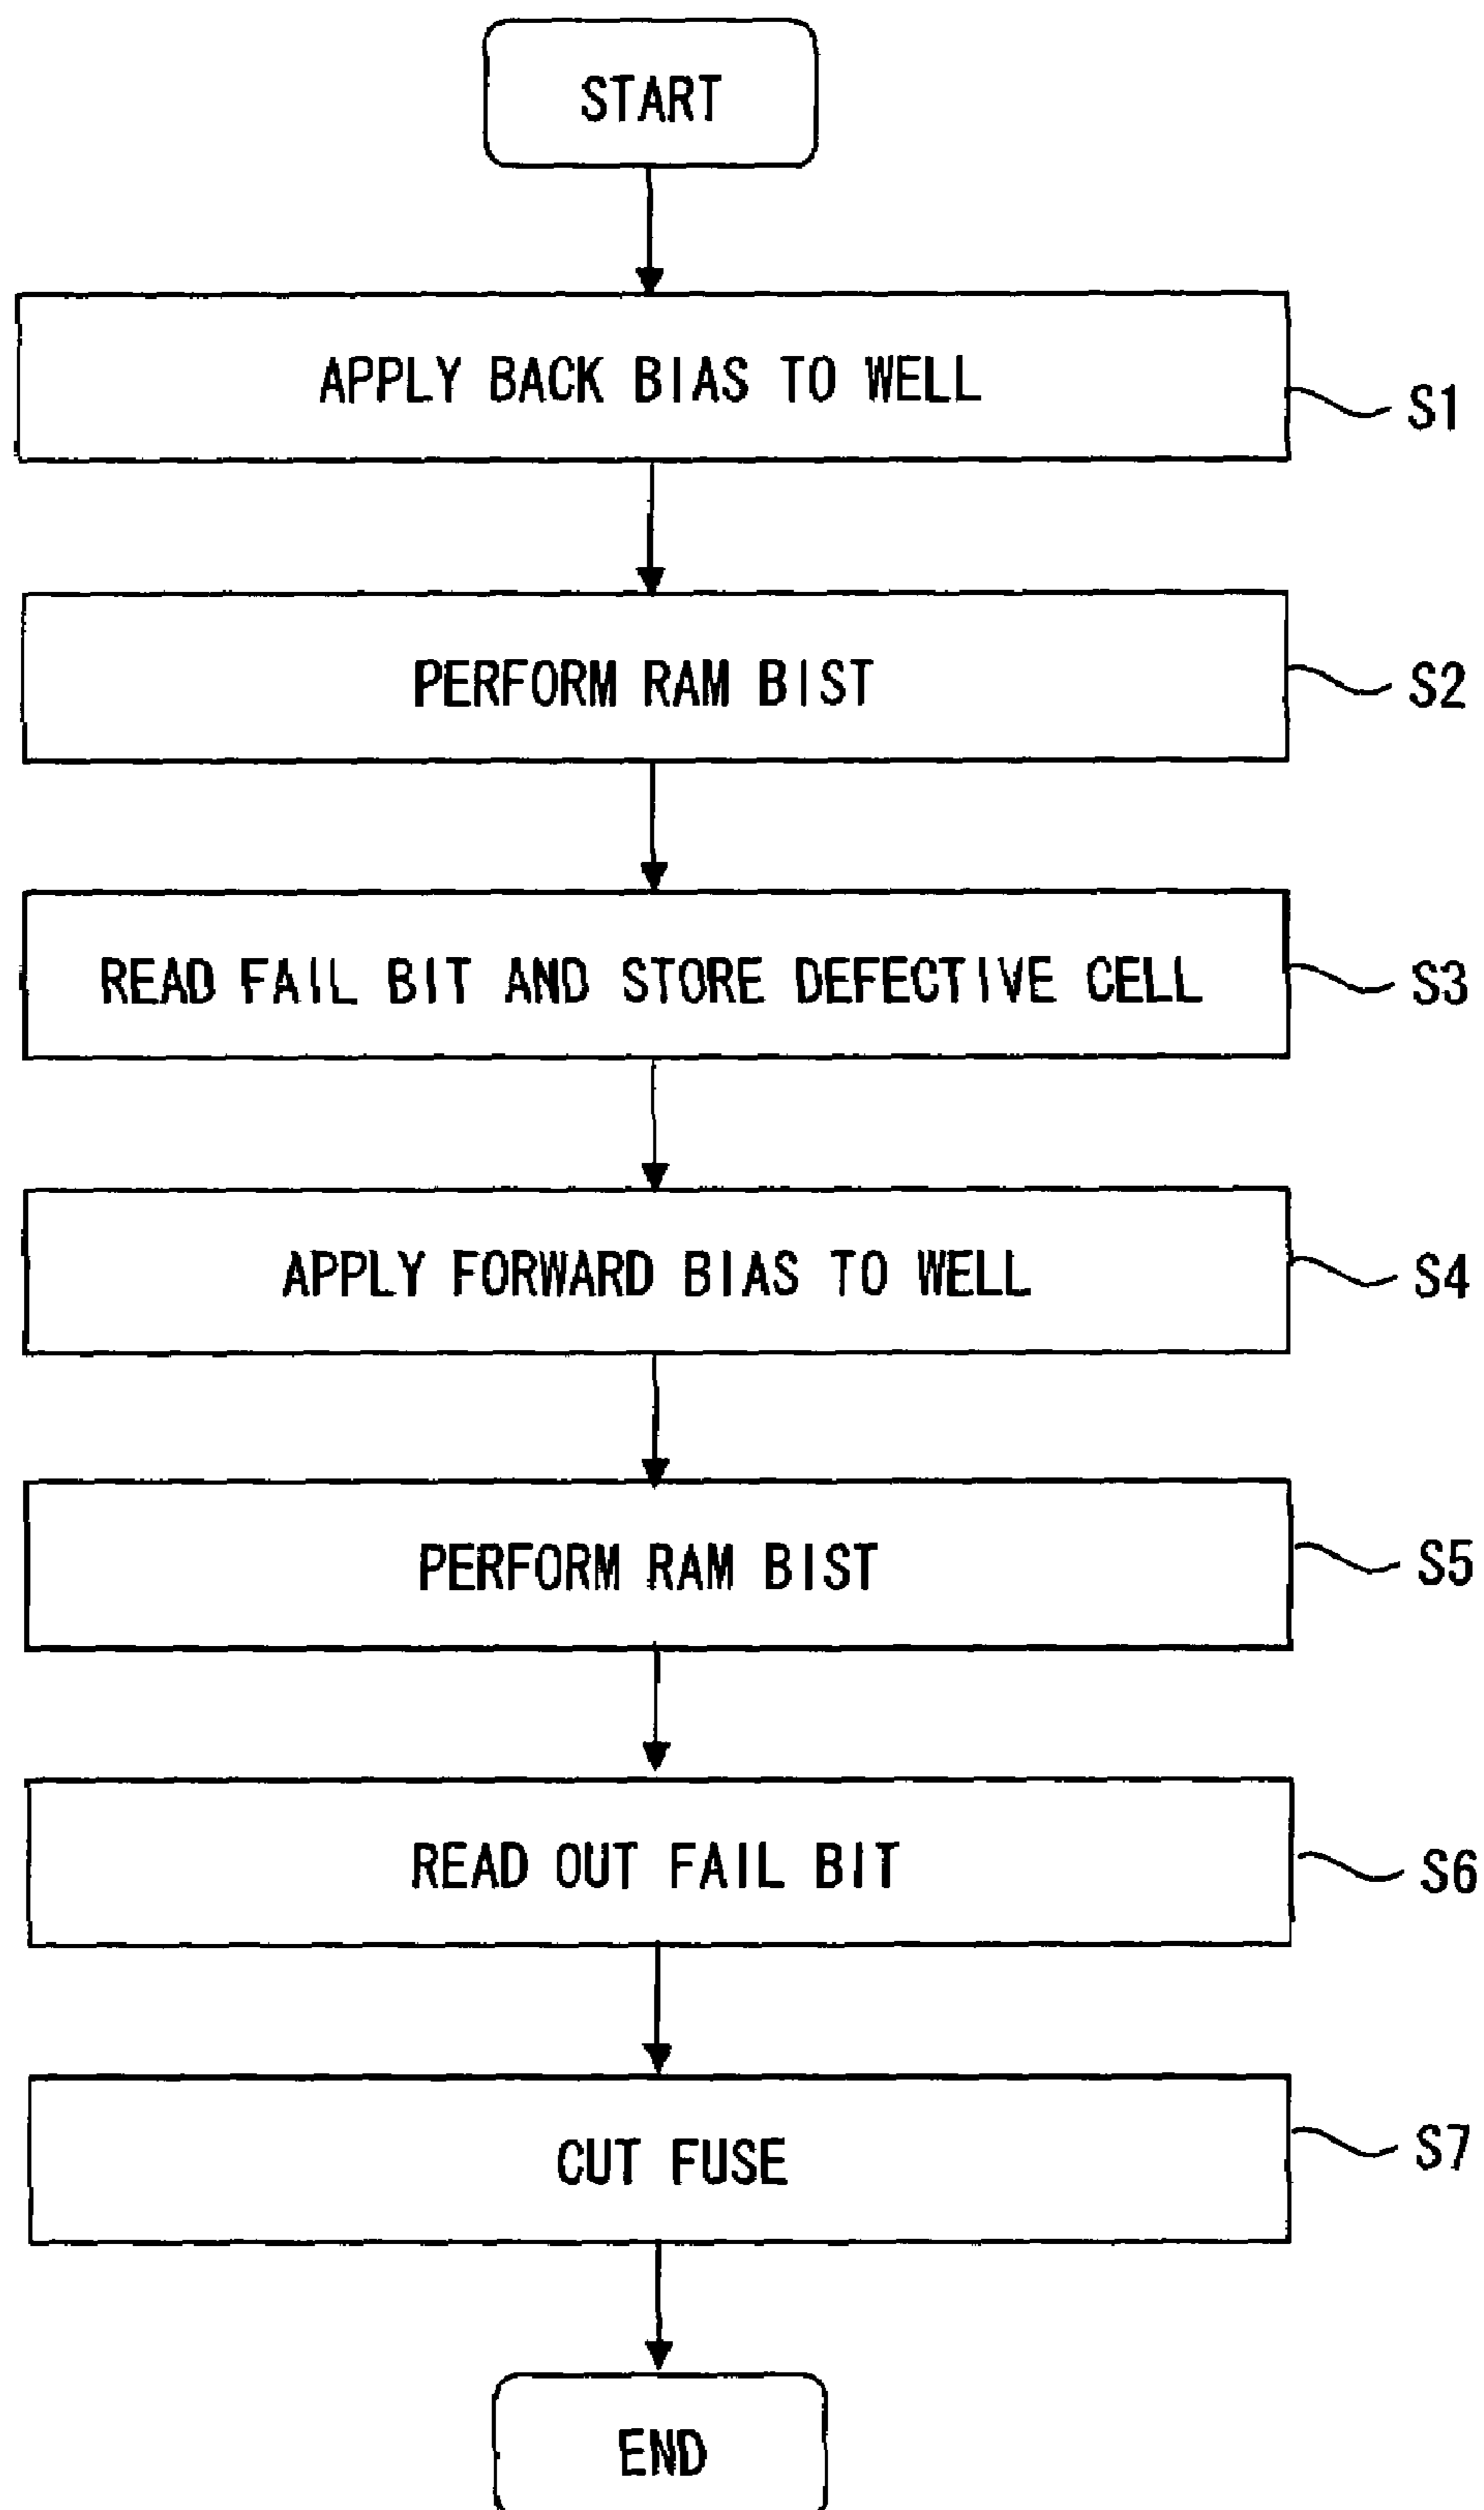 START
APPLY BACK BIAS TO WELL
S1
PERFORM RAM BIST
S2
READ FAIL BIT AND STORE DEFECTIVE CELL
S3
APPLY FORWARD BIAS TO WELL
S4
PERFORM RAM BIST
S5
READ OUT FAIL BIT
S6
CUT FUSE
S7
END